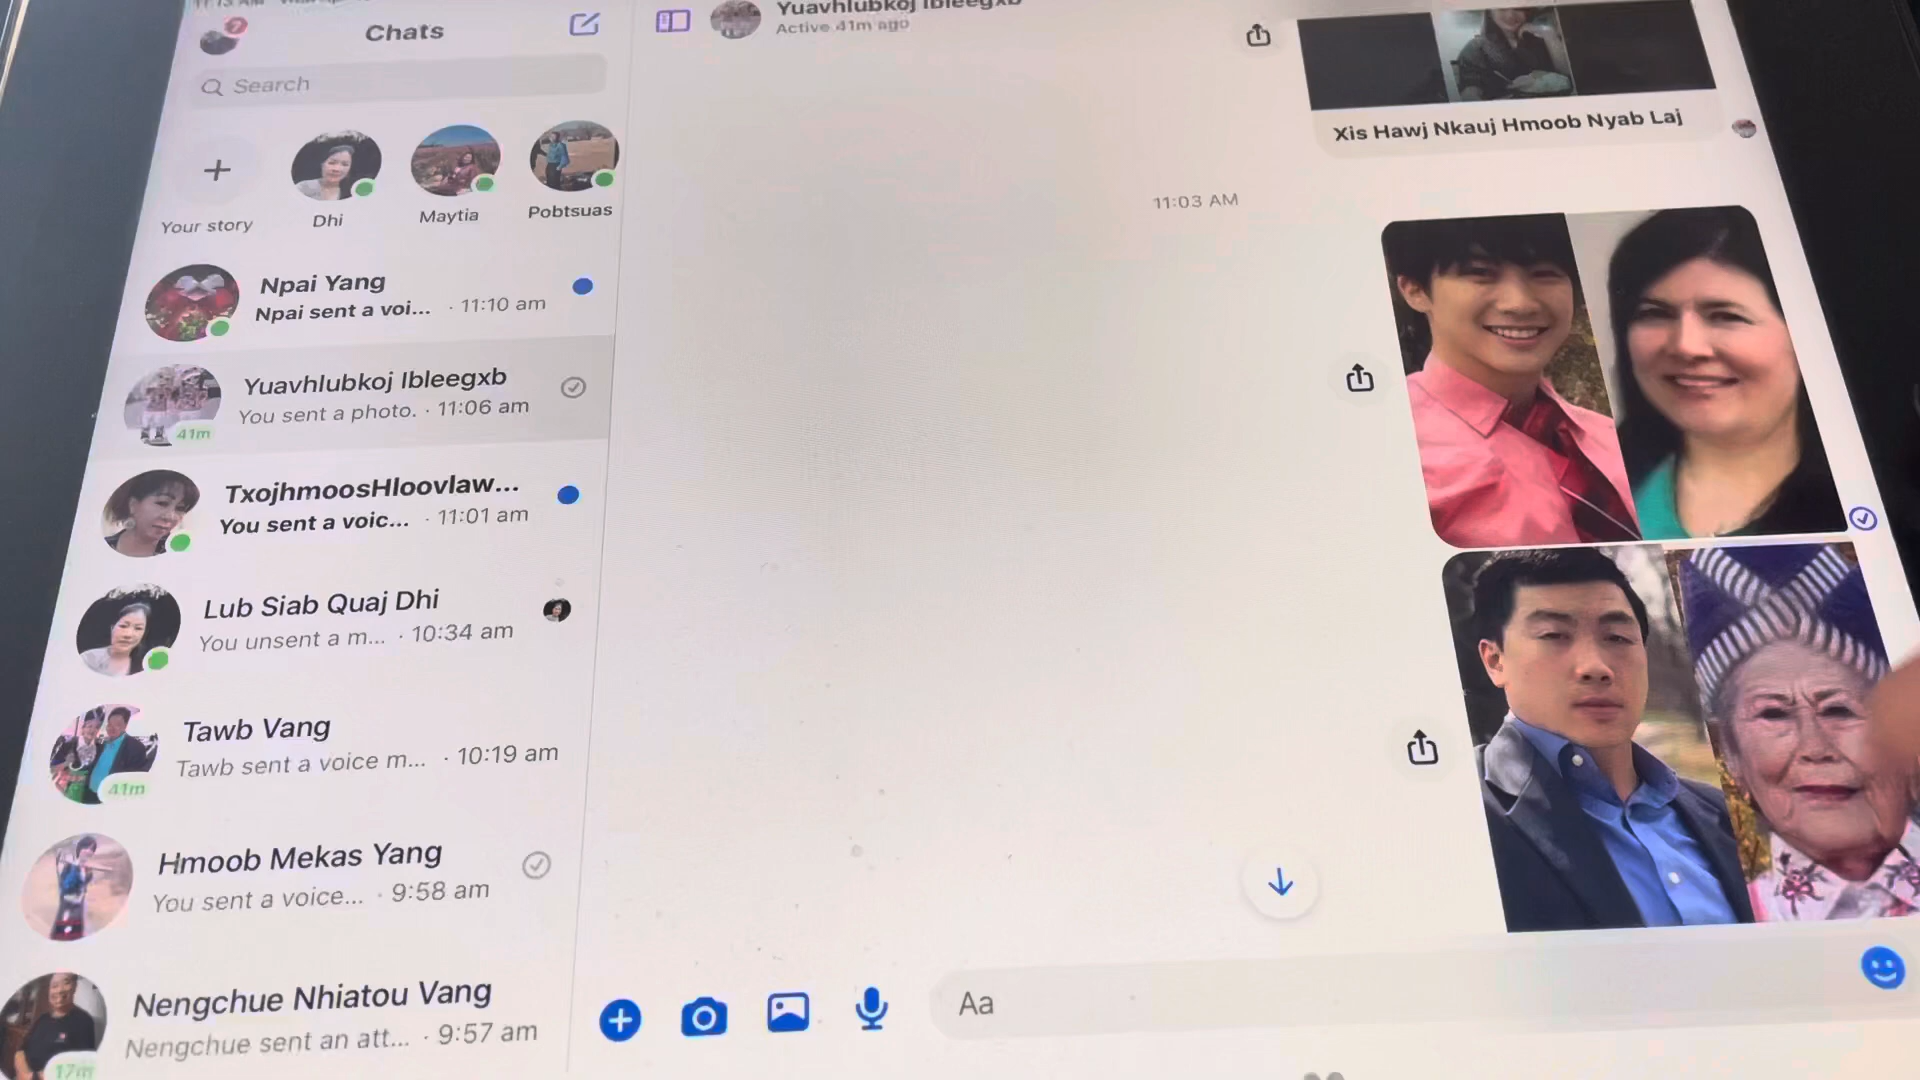 Chats
Search
Your story
Dhi
Maytia
Pobtsuas
Npai Yang
Npai sent a voi... · 11:10 am
Yuavhlubkoj Ibleegxb
You sent a photo. · 11:06 am
41m
TxojhmoosHloovlaw...
You sent a voic... · 11:01 am
Lub Siab Quaj Dhi
You unsent a m... · 10:34 am
Tawb Vang
Tawb sent a voice m... · 10:19 am
41m
Hmoob Mekas Yang
You sent a voice... · 9:58 am
Nengchue Nhiatou Vang
Nengchue sent an att... · 9:57 am
17m
Yuavhlubkoj Ibleegxb
Active 41m ago
Xis Hawj Nkauj Hmoob Nyab Laj
11:03 AM
Aa